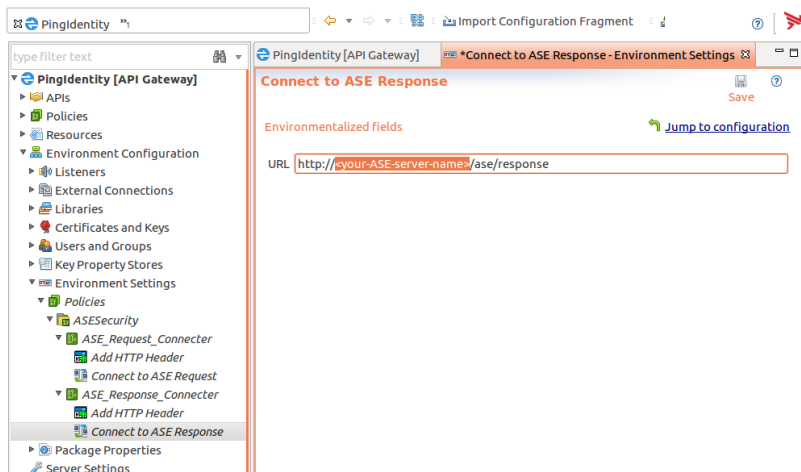 PingIdentity »1
Import Configuration Fragment
type filter text
PingIdentity [API Gateway]
APIs
Policies
Resources
Environment Configuration
Listeners
External Connections
Libraries
Certificates and Keys
Users and Groups
Key Property Stores
Environment Settings
Policies
ASESecurity
ASE_Request_Connecter
Add HTTP Header
Connect to ASE Request
ASE_Response_Connecter
Add HTTP Header
Connect to ASE Response
Package Properties
Server Settings
PingIdentity [API Gateway]
*Connect to ASE Response - Environment Settings
Connect to ASE Response
Save
Environmentalized fields
Jump to configuration
URL http://<your-ASE-server-name>/ase/response